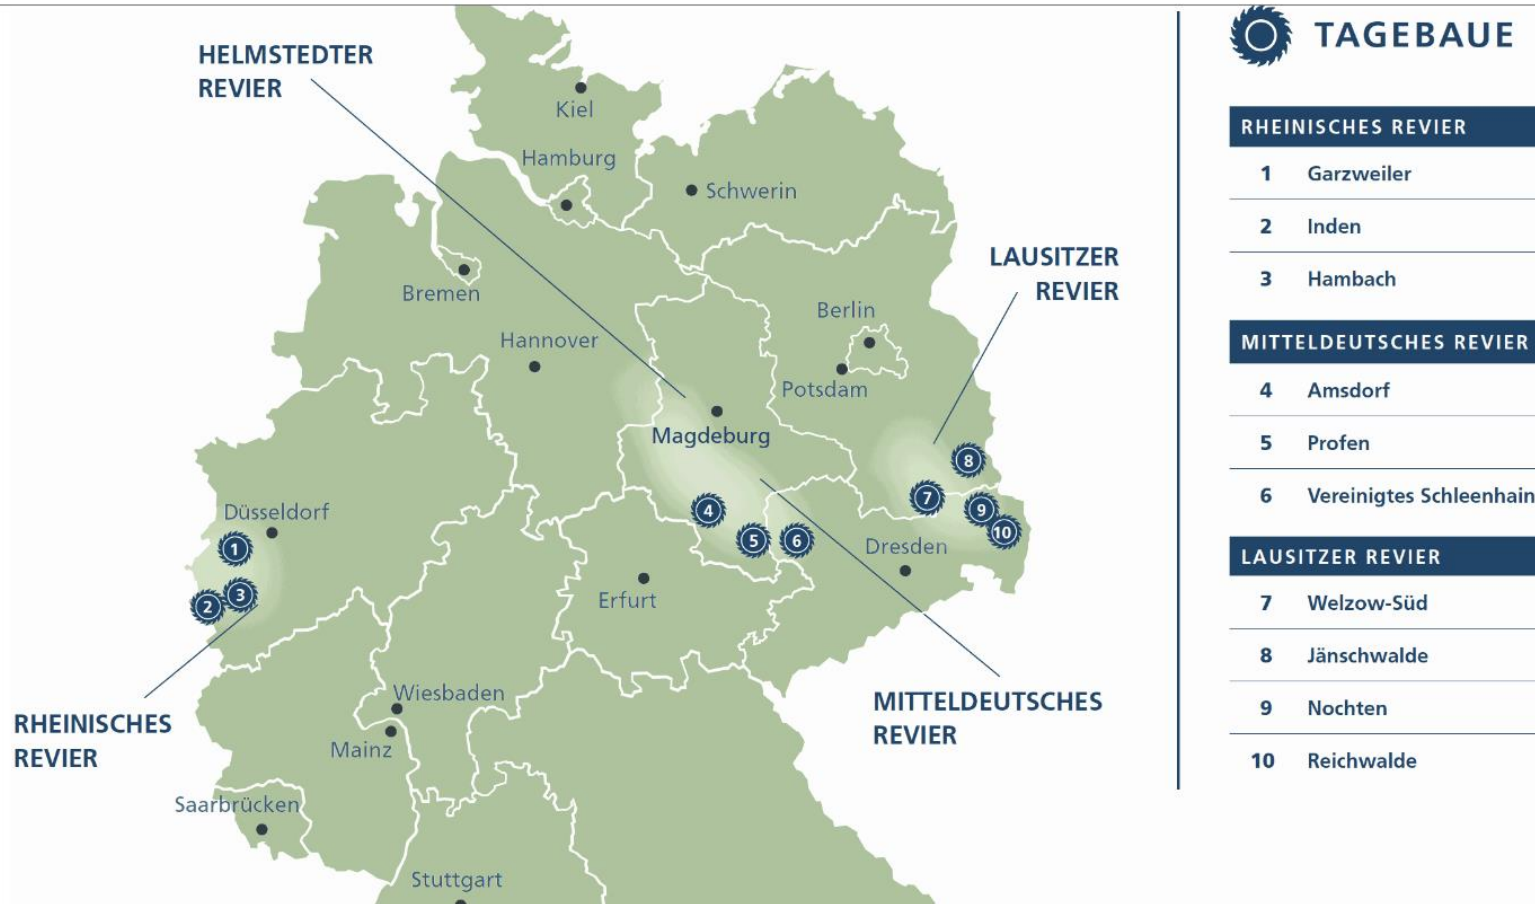 HELMSTEDTER
REVIER
Kiel
Hamburg
Schwerin
LAUSITZER
REVIER
Bremen
Berlin
Hannover
Potsdam
Magdeburg
8
7
9
10
4
5
6
Düsseldorf
1
2
3
Dresden
Erfurt
Wiesbaden
Mainz
MITTELDEUTSCHES
REVIER
RHEINISCHES
REVIER
Saarbrücken
Stuttgart
TAGEBAUE
RHEINISCHES REVIER
1 Garzweiler
2 Inden
3 Hambach
MITTELDEUTSCHES REVIER
4 Amsdorf
5 Profen
6 Vereinigtes Schleenhain
LAUSITZER REVIER
7 Welzow-Süd
8 Jänschwalde
9 Nochten
10 Reichwalde